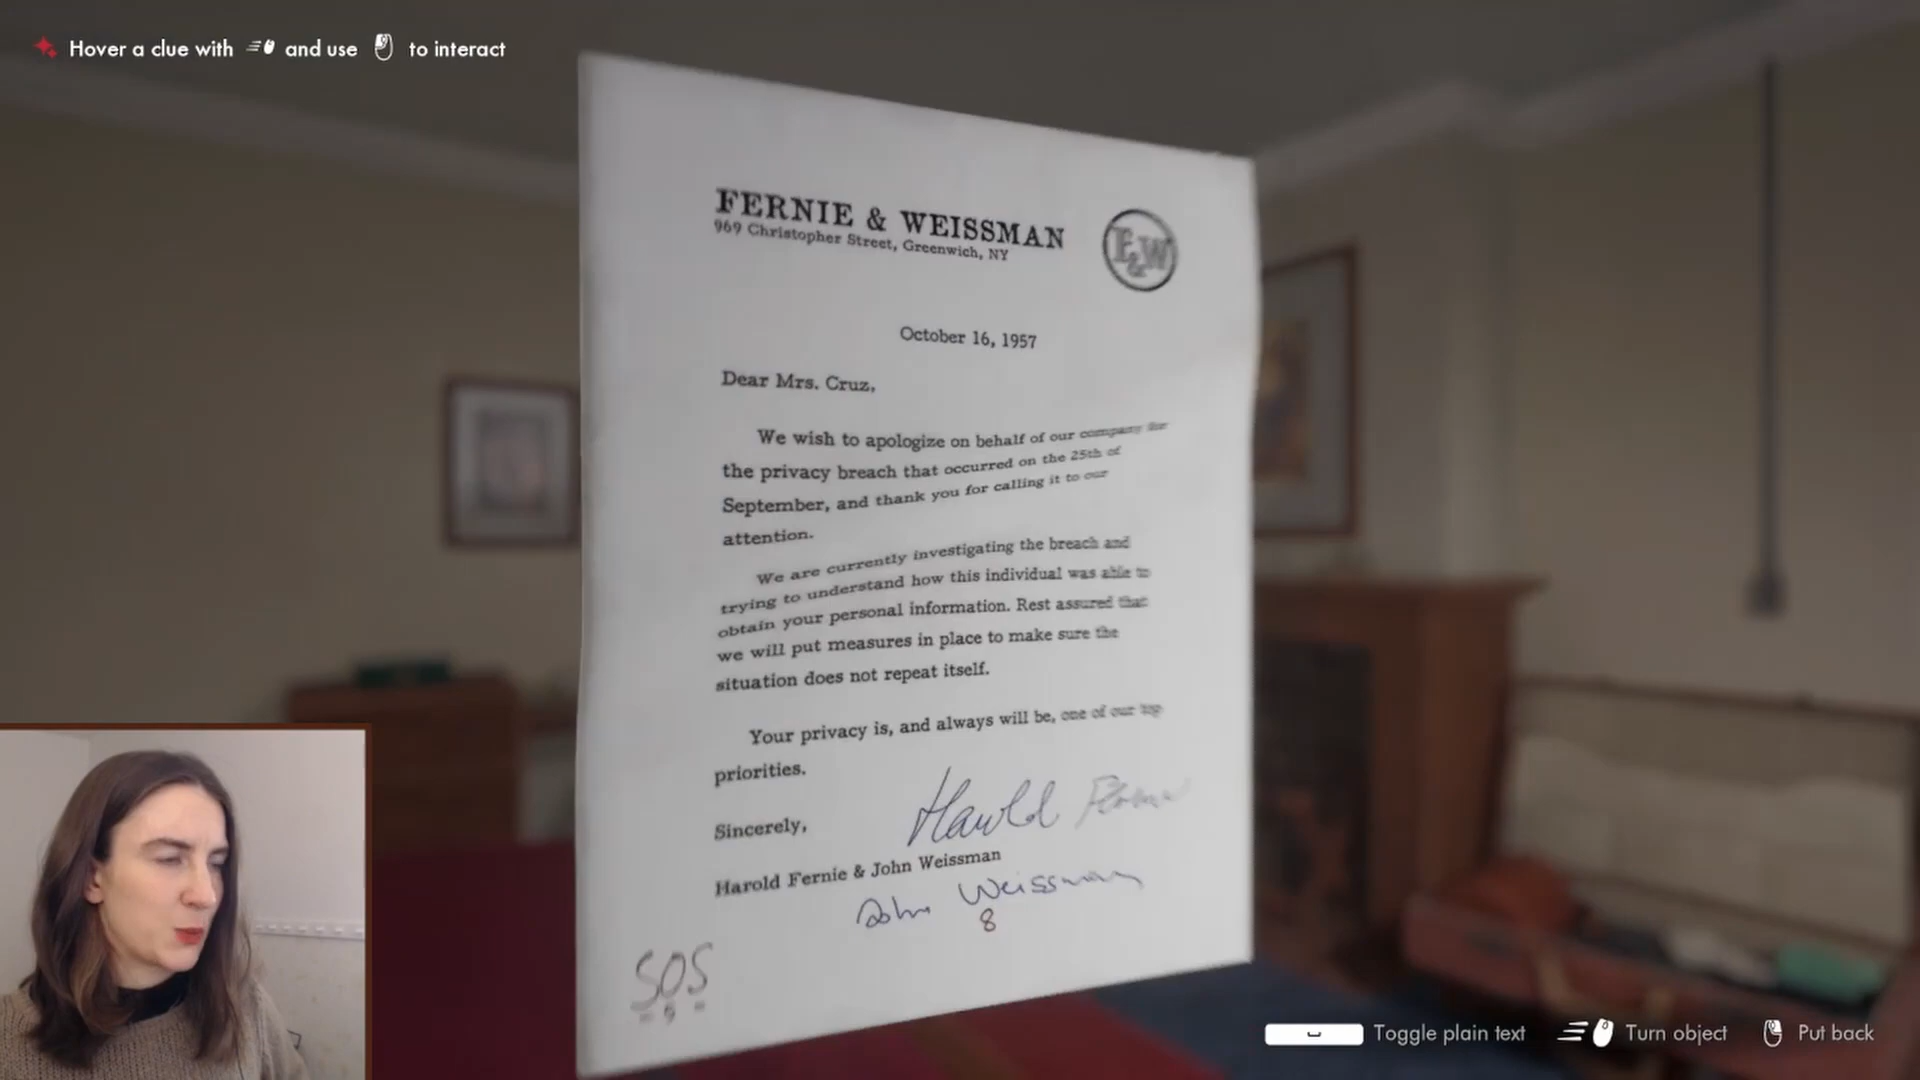 Hover a clue with and use to interact
FERNIE & WEISSMAN
969 Christopher Street, Greenwich, NY
F&W
October 16, 1957
Dear Mrs. Cruz,
We wish to apologize on behalf of our company for
the privacy breach that occurred on the 25th of
September, and thank you for calling it to our
attention.
We are currently investigating the breach and
trying to understand how this individual was able to
obtain your personal information. Rest assured that
we will put measures in place to make sure the
situation does not repeat itself.
Your privacy is, and always will be, one of our top
priorities.
Sincerely,
Harold Fernie
Harold Fernie & John Weissman
John Weissman
8
SOS
Toggle plain text
Turn object
Put back